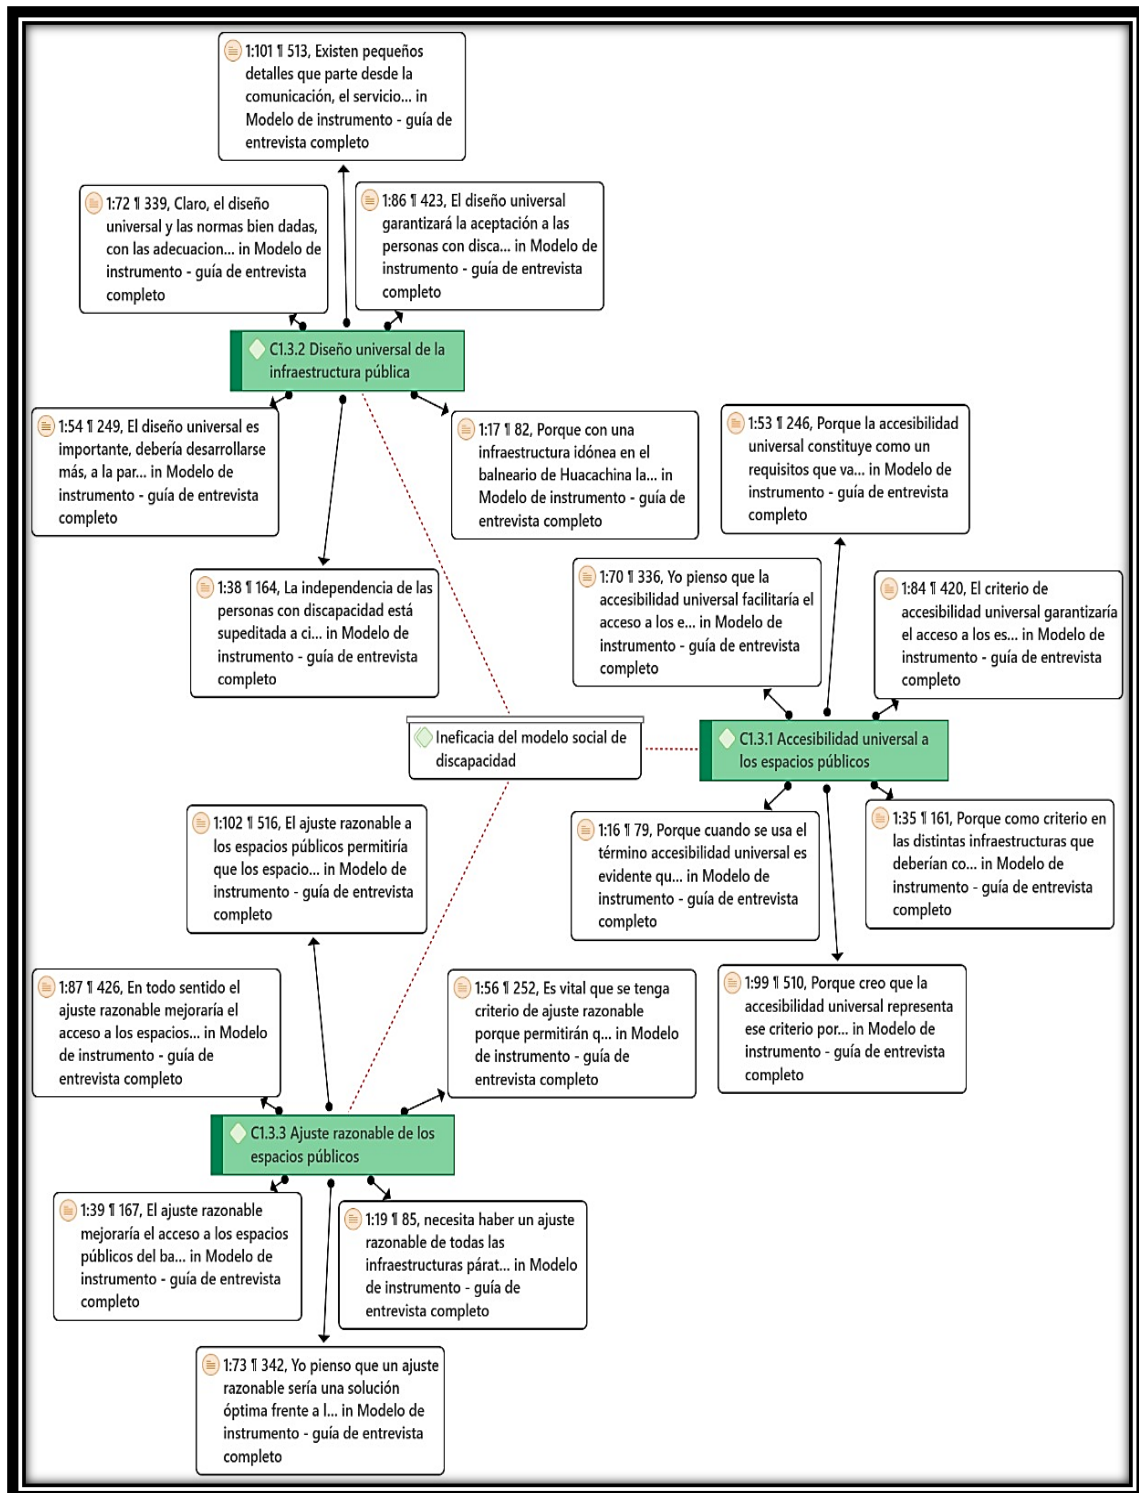 1:101 ¶ 513, Existen pequeños
detalles que parte desde la
comunicación, el servicio... in
Modelo de instrumento - guía de
entrevista completo
1:72 ¶ 339, Claro, el diseño
universal y las normas bien dadas,
con las adecuacion... in Modelo de
instrumento - guía de entrevista
completo
1:86 ¶ 423, El diseño universal
garantizará la aceptación a las
personas con disca... in Modelo de
instrumento - guía de entrevista
completo
C1.3.2 Diseño universal de la
infraestructura pública
1:54 ¶ 249, El diseño universal es
importante, debería desarrollarse
más, a la par... in Modelo de
instrumento - guía de entrevista
completo
1:17 ¶ 82, Porque con una
infraestructura idónea en el
balneario de Huacachina la... in
Modelo de instrumento - guía de
entrevista completo
1:38 ¶ 164, La independencia de las
personas con discapacidad está
supeditada a ci... in Modelo de
instrumento - guía de entrevista
completo
1:53 ¶ 246, Porque la accesibilidad
universal constituye como un
requisitos que va... in Modelo de
instrumento - guía de entrevista
completo
1:70 ¶ 336, Yo pienso que la
accesibilidad universal facilitaría el
acceso a los e... in Modelo de
instrumento - guía de entrevista
completo
1:84 ¶ 420, El criterio de
accesibilidad universal garantizaría
el acceso a los es... in Modelo de
instrumento - guía de entrevista
completo
Ineficacia del modelo social de
discapacidad
C1.3.1 Accesibilidad universal a
los espacios públicos
1:16 ¶ 79, Porque cuando se usa el
término accesibilidad universal es
evidente qu... in Modelo de
instrumento - guía de entrevista
completo
1:35 ¶ 161, Porque como criterio en
las distintas infraestructuras que
deberían co... in Modelo de
instrumento - guía de entrevista
completo
1:99 ¶ 510, Porque creo que la
accesibilidad universal representa
ese criterio por... in Modelo de
instrumento - guía de entrevista
completo
1:102 ¶ 516, El ajuste razonable a
los espacios públicos permitiría
que los espacio... in Modelo de
instrumento - guía de entrevista
completo
1:87 ¶ 426, En todo sentido el
ajuste razonable mejoraría el
acceso a los espacios... in Modelo
de instrumento - guía de
entrevista completo
1:56 ¶ 252, Es vital que se tenga
criterio de ajuste razonable
porque permitirán q... in Modelo
de instrumento - guía de
entrevista completo
C1.3.3 Ajuste razonable de los
espacios públicos
1:39 ¶ 167, El ajuste razonable
mejoraría el acceso a los espacios
públicos del ba... in Modelo de
instrumento - guía de entrevista
completo
1:19 ¶ 85, necesita haber un ajuste
razonable de todas las
infraestructuras párat... in Modelo
de instrumento - guía de
entrevista completo
1:73 ¶ 342, Yo pienso que un ajuste
razonable sería una solución
óptima frente a l... in Modelo de
instrumento - guía de entrevista
completo